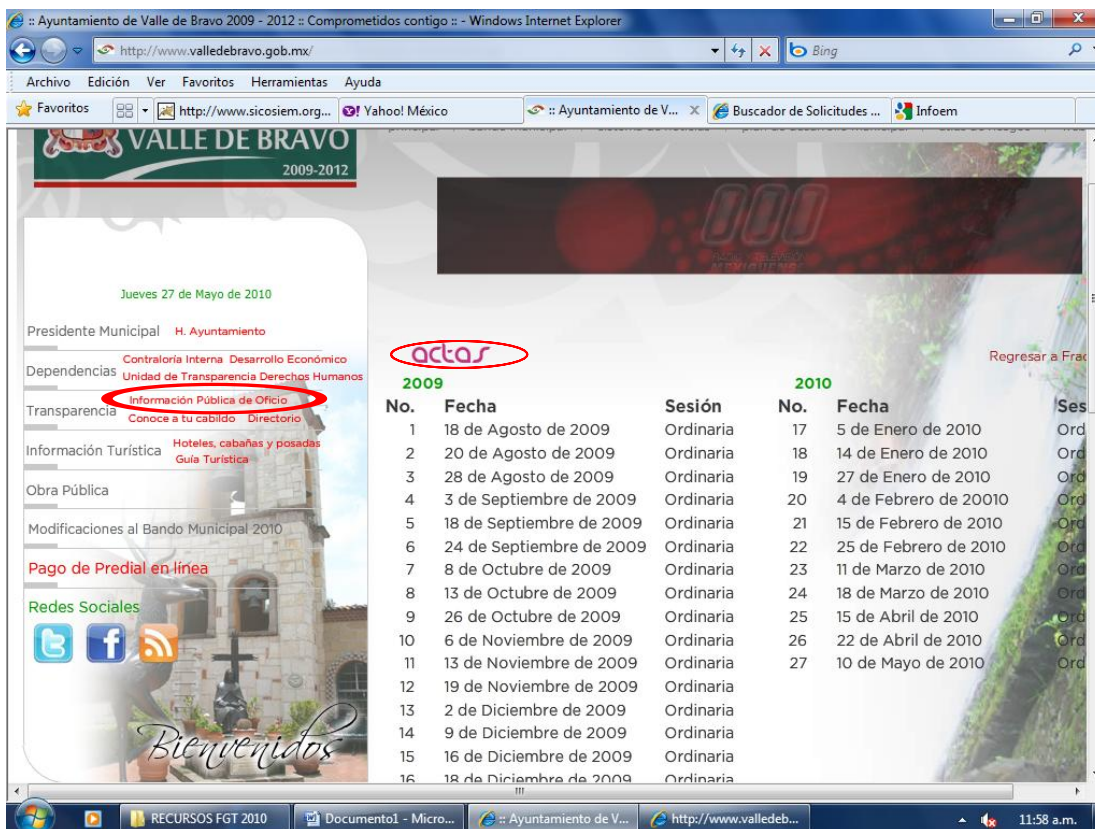 :: Ayuntamiento de Valle de Bravo 2009 - 2012 :: Comprometidos contigo :: - Windows Internet Explorer
http://www.valledebravo.gob.mx/
Bing
Archivo Edición Ver Favoritos Herramientas Ayuda
Favoritos http://www.sicosiem.org... Yahoo! México :: Ayuntamiento de V... X Buscador de Solicitudes ... Infoem
VALLE DE BRAVO
2009-2012
Jueves 27 de Mayo de 2010
Presidente Municipal H. Ayuntamiento
Dependencias Contraloría Interna Desarrollo Económico
Unidad de Transparencia Derechos Humanos
Transparencia Información Pública de Oficio
Conoce a tu cabildo Directorio
Información Turística Hoteles, cabañas y posadas
Guía Turística
Obra Pública
Modificaciones al Bando Municipal 2010
Pago de Predial en línea
Redes Sociales
Bienvenidos
actas
Regresar a Frac
2009
No. Fecha Sesión
1 18 de Agosto de 2009 Ordinaria
2 20 de Agosto de 2009 Ordinaria
3 28 de Agosto de 2009 Ordinaria
4 3 de Septiembre de 2009 Ordinaria
5 18 de Septiembre de 2009 Ordinaria
6 24 de Septiembre de 2009 Ordinaria
7 8 de Octubre de 2009 Ordinaria
8 13 de Octubre de 2009 Ordinaria
9 26 de Octubre de 2009 Ordinaria
10 6 de Noviembre de 2009 Ordinaria
11 13 de Noviembre de 2009 Ordinaria
12 19 de Noviembre de 2009 Ordinaria
13 2 de Diciembre de 2009 Ordinaria
14 9 de Diciembre de 2009 Ordinaria
15 16 de Diciembre de 2009 Ordinaria
16 18 de Diciembre de 2009 Ordinaria
2010
No. Fecha Ses
17 5 de Enero de 2010 Ord
18 14 de Enero de 2010 Ord
19 27 de Enero de 2010 Ord
20 4 de Febrero de 20010 Ord
21 15 de Febrero de 2010 Ord
22 25 de Febrero de 2010 Ord
23 11 de Marzo de 2010 Ord
24 18 de Marzo de 2010 Ord
25 15 de Abril de 2010 Ord
26 22 de Abril de 2010 Ord
27 10 de Mayo de 2010 Ord
RECURSOS FGT 2010 Documento1 - Micro... :: Ayuntamiento de V... http://www.valledeb... 11:58 a.m.